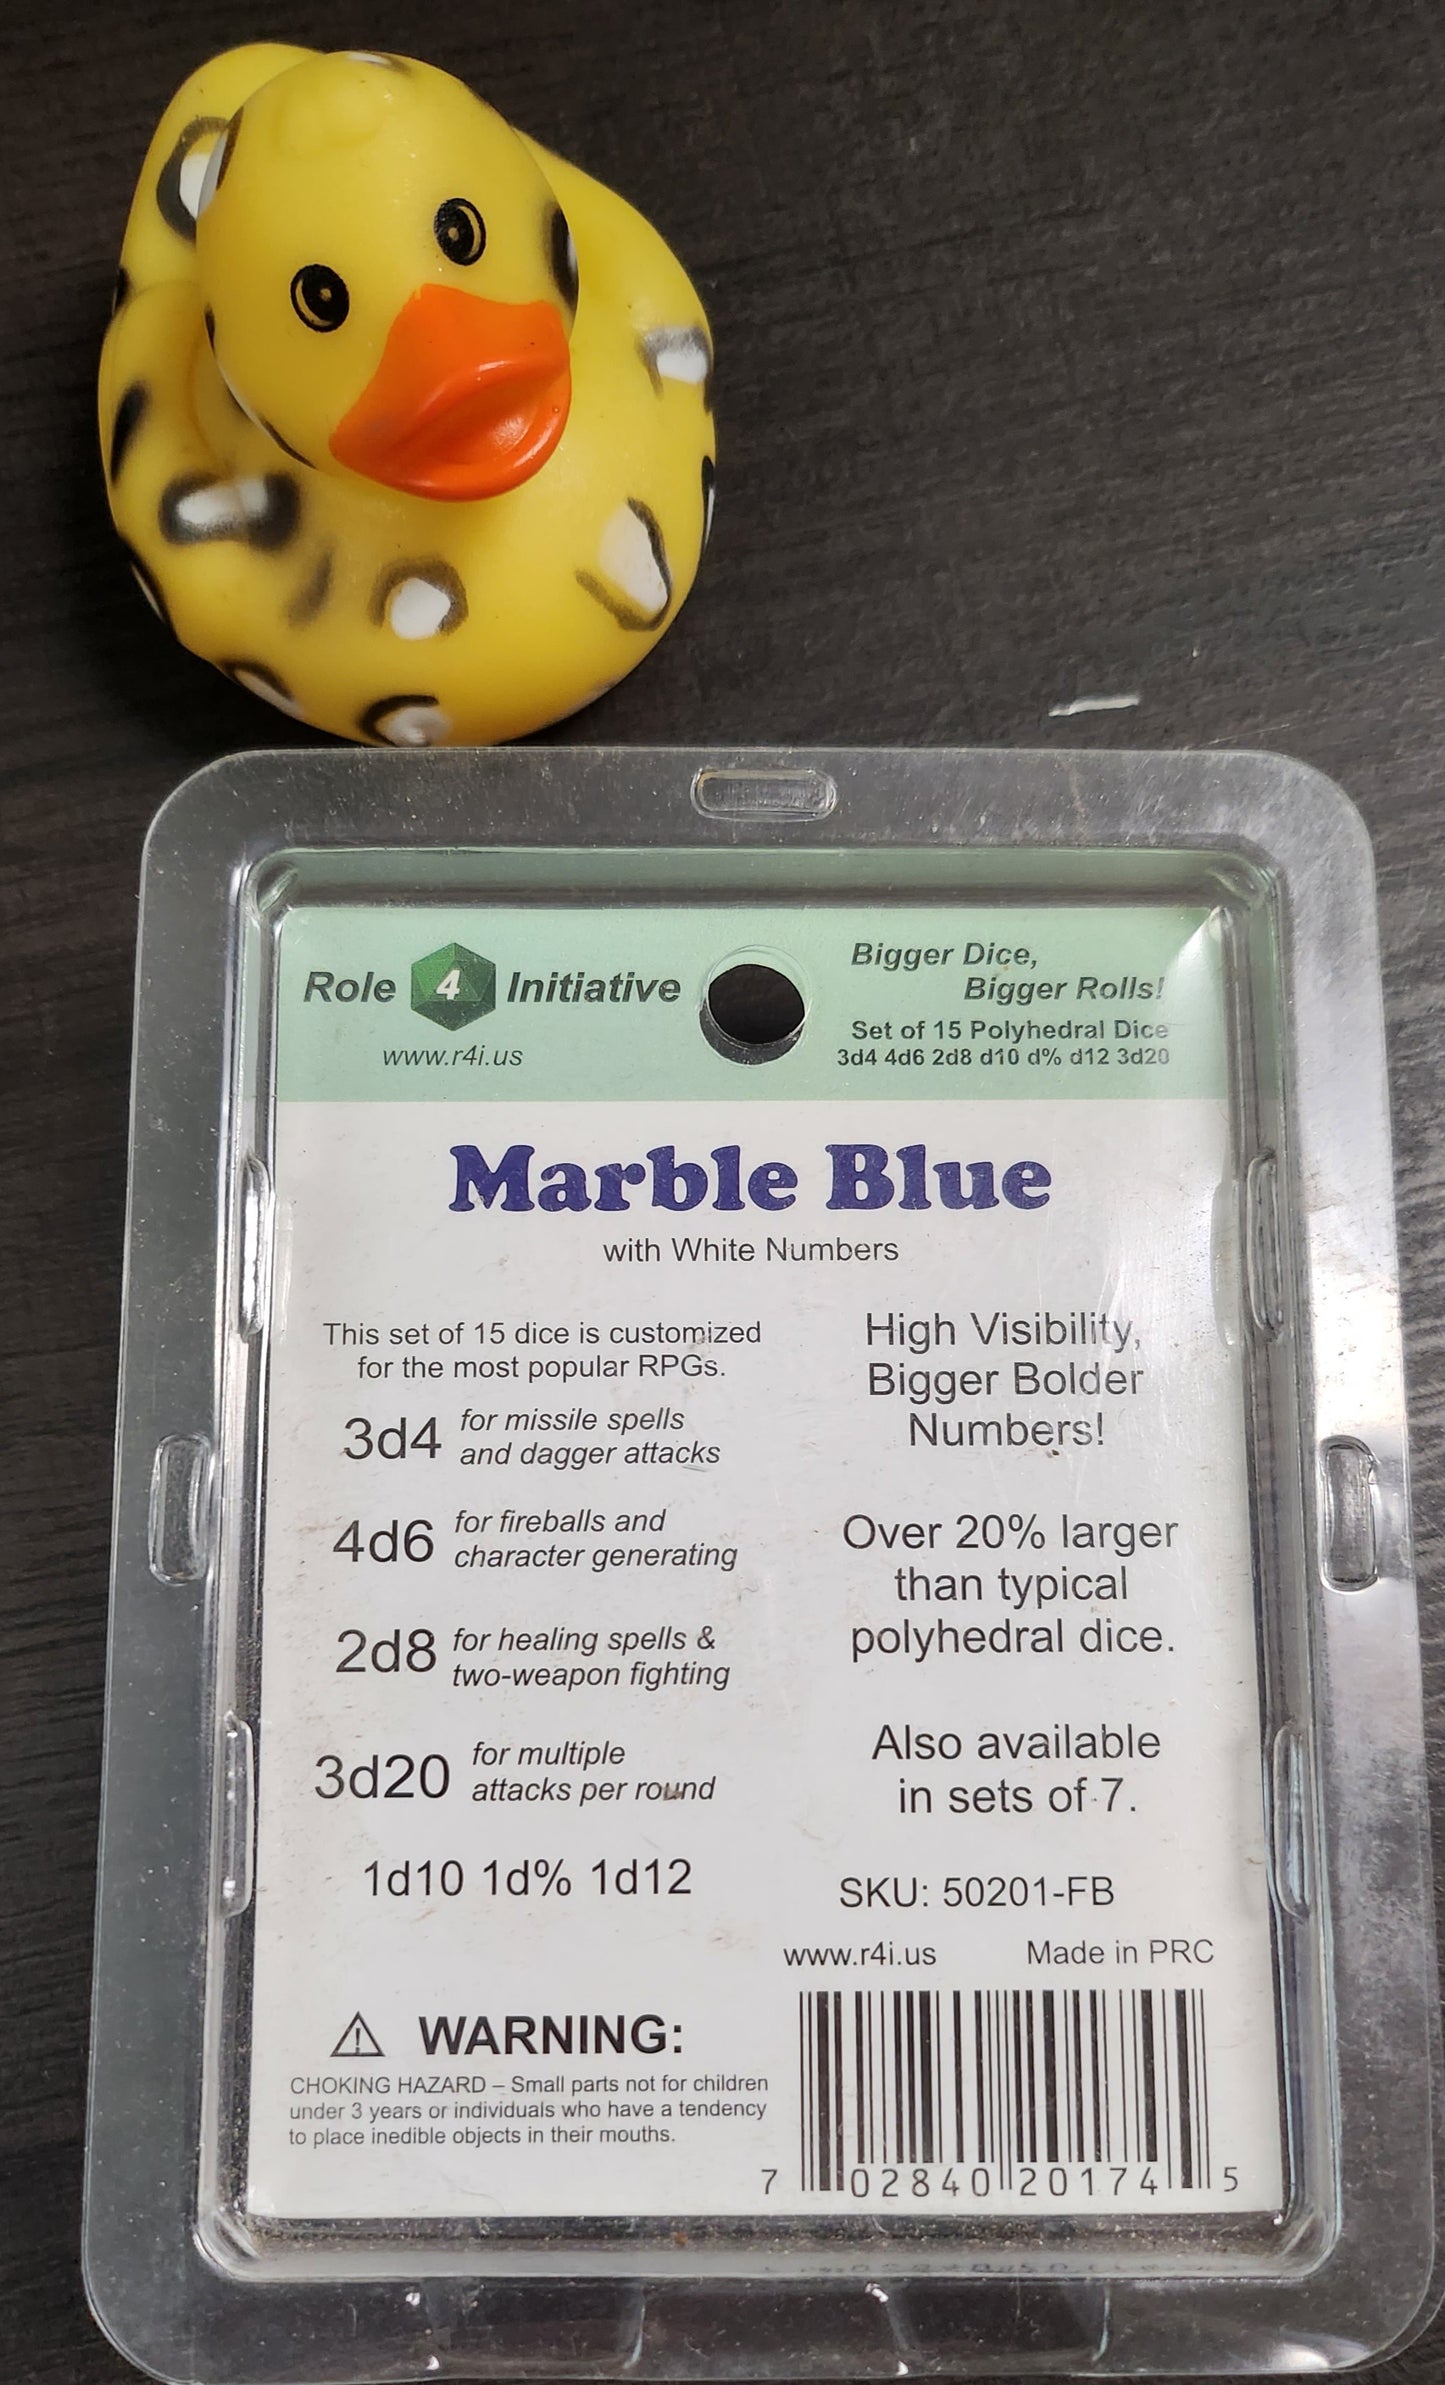 Role 4 Initiative
www.r4i.us
Bigger Dice,
Bigger Rolls!
Set of 15 Polyhedral Dice
3d4 4d6 2d8 d10 d% d12 3d20
Marble Blue
with White Numbers
This set of 15 dice is customized
for the most popular RPGs.
3d4 for missile spells
and dagger attacks
4d6 for fireballs and
character generating
2d8 for healing spells &
two-weapon fighting
3d20 for multiple
attacks per round
1d10 1d% 1d12
High Visibility,
Bigger Bolder
Numbers!
Over 20% larger
than typical
polyhedral dice.
Also available
in sets of 7.
SKU: 50201-FB
www.r4i.us Made in PRC
⚠ WARNING:
CHOKING HAZARD – Small parts not for children
under 3 years or individuals who have a tendency
to place inedible objects in their mouths.
7 02840 20174 5